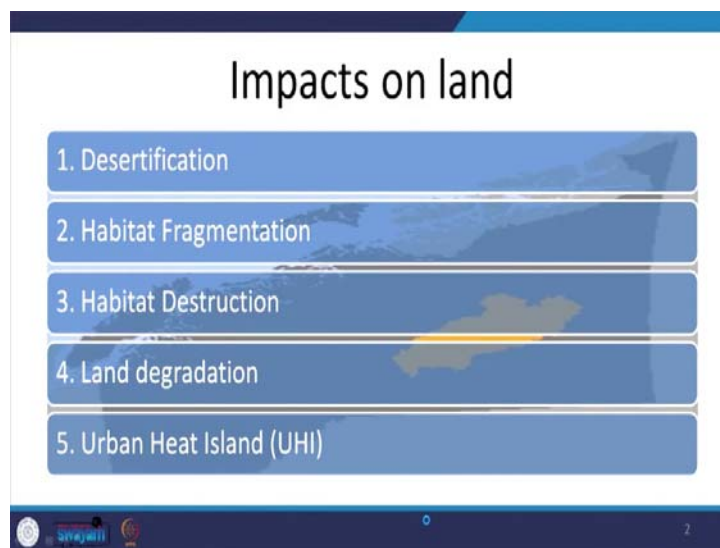 Impacts on land
1. Desertification
2. Habitat Fragmentation
3. Habitat Destruction
4. Land degradation
5. Urban Heat Island (UHI)
swayam
2